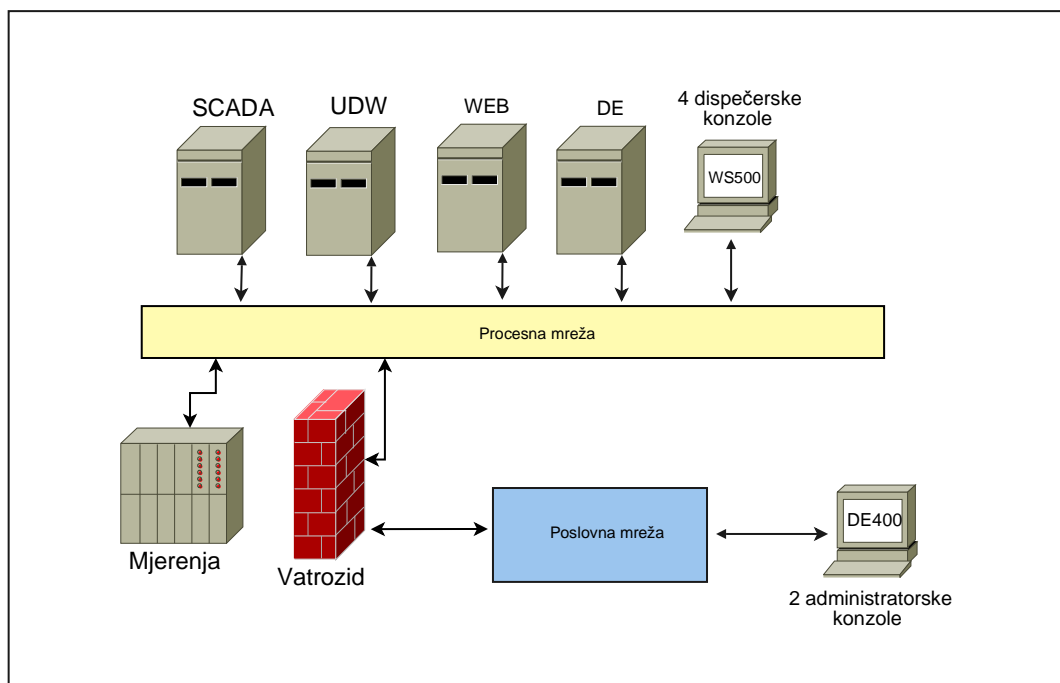 SCADA
UDW
WEB
DE
4 dispečerske
konzole
WS500
Procesna mreža
Mjerenja
Vatrozid
Poslovna mreža
DE400
2 administratorske
konzole